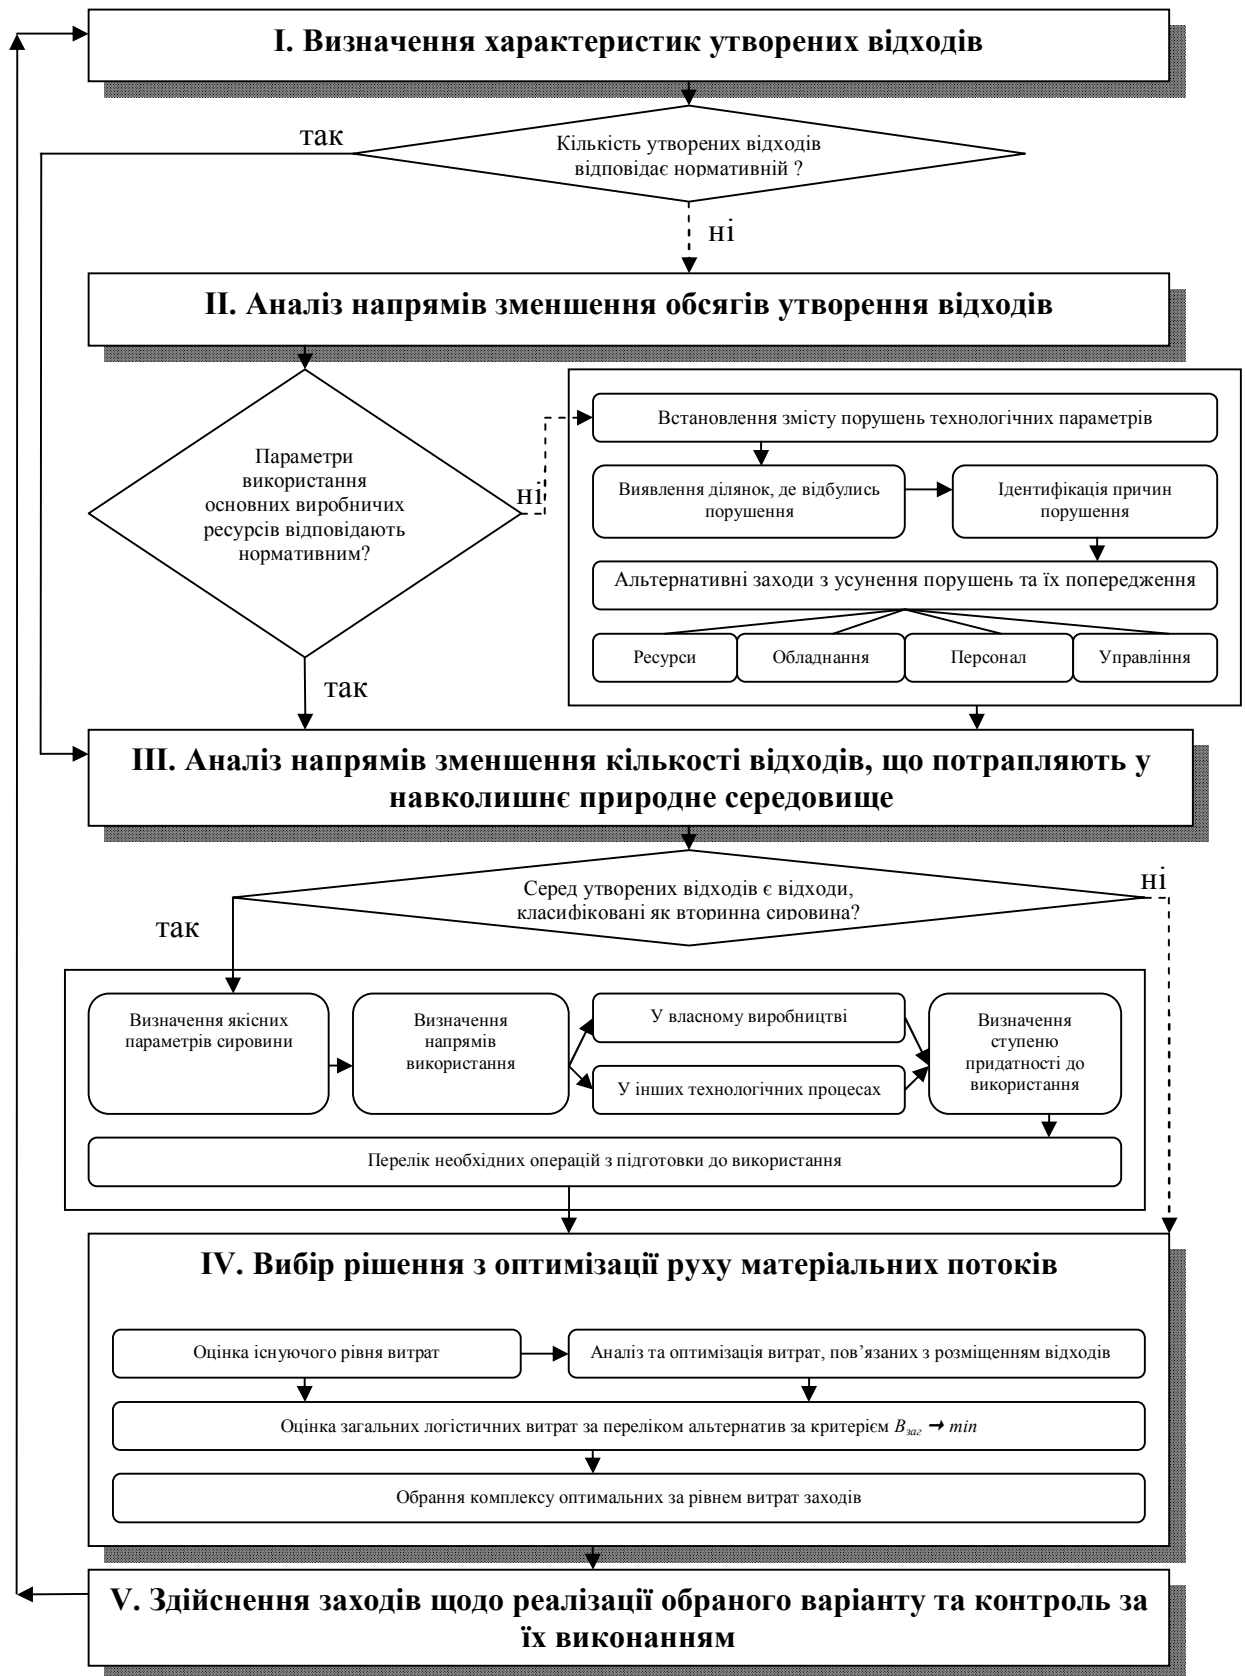 I. Визначення характеристик утворених відходів
так
Кількість утворених відходів
відповідає нормативній ?
ні
II. Аналіз напрямів зменшення обсягів утворення відходів
Встановлення змісту порушень технологічних параметрів
Параметри
використання
основних виробничих
ресурсів відповідають
нормативним?
ні
Виявлення ділянок, де відбулись
порушення
Ідентифікація причин
порушення
Альтернативні заходи з усунення порушень та їх попередження
Ресурси
Обладнання
Персонал
Управління
так
III. Аналіз напрямів зменшення кількості відходів, що потрапляють у
навколишнє природне середовище
Серед утворених відходів є відходи,
класифіковані як вторинна сировина?
ні
так
Визначення якісних
параметрів сировини
Визначення
напрямів
використання
У власному виробництві
У інших технологічних процесах
Визначення
ступеню
придатності до
використання
Перелік необхідних операцій з підготовки до використання
IV. Вибір рішення з оптимізації руху матеріальних потоків
Оцінка існуючого рівня витрат
Аналіз та оптимізація витрат, пов’язаних з розміщенням відходів
Оцінка загальних логістичних витрат за переліком альтернатив за критерієм Взаг → min
Обрання комплексу оптимальних за рівнем витрат заходів
V. Здійснення заходів щодо реалізації обраного варіанту та контроль за
їх виконанням